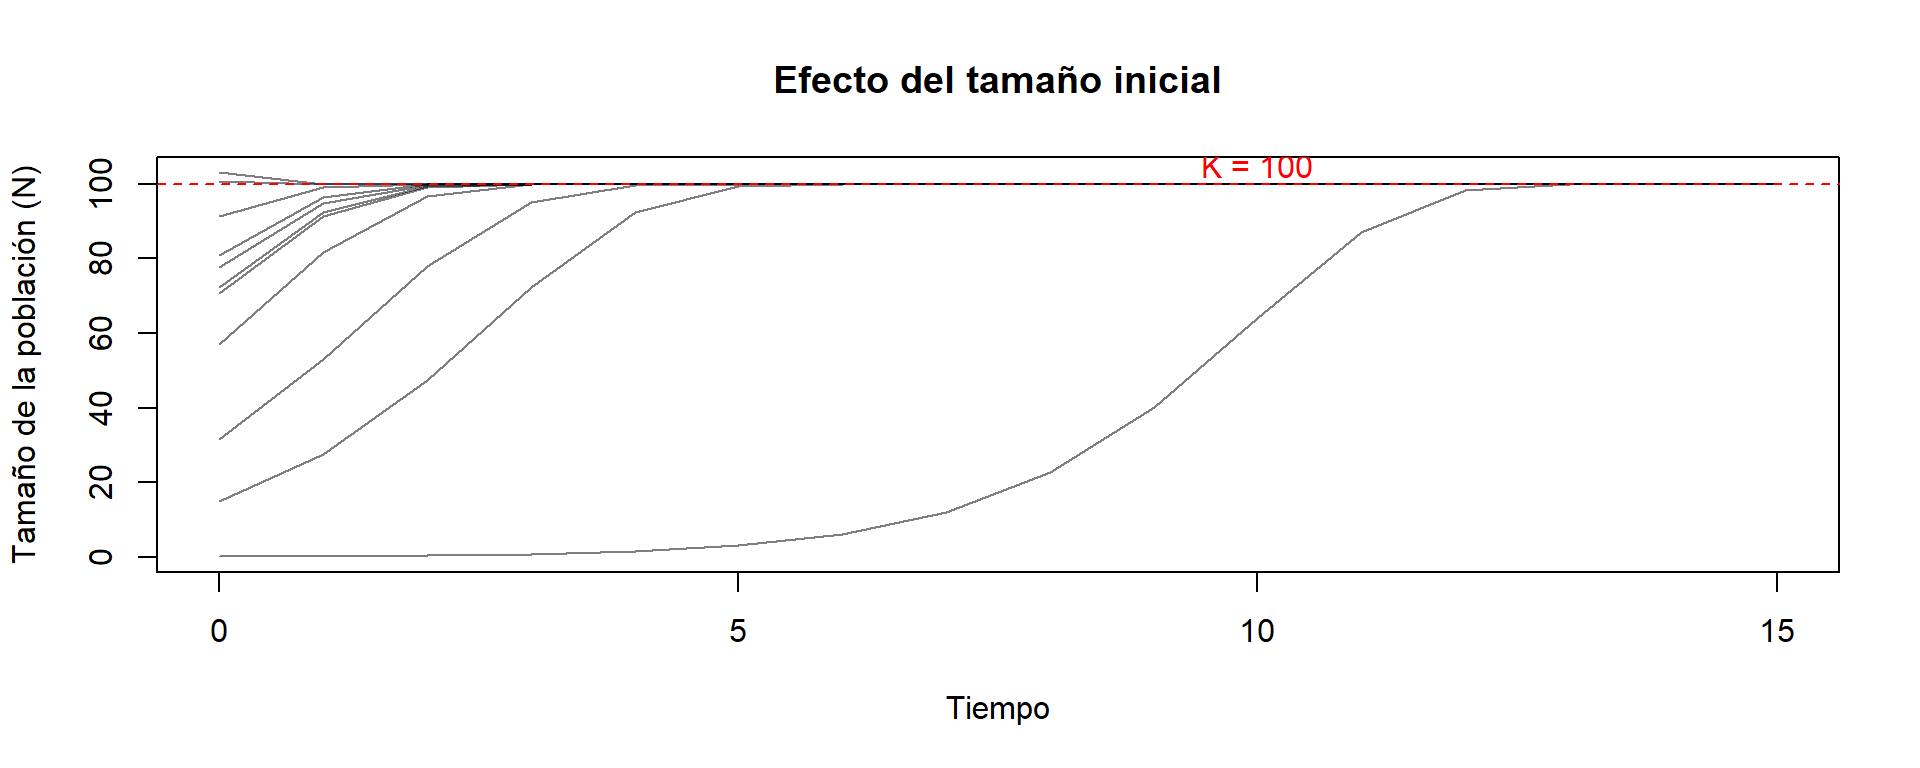 Efecto del tamaño inicial
K = 100
Tamaño de la población (N)
100
80
60
40
20
0
0 5 10 15
Tiempo